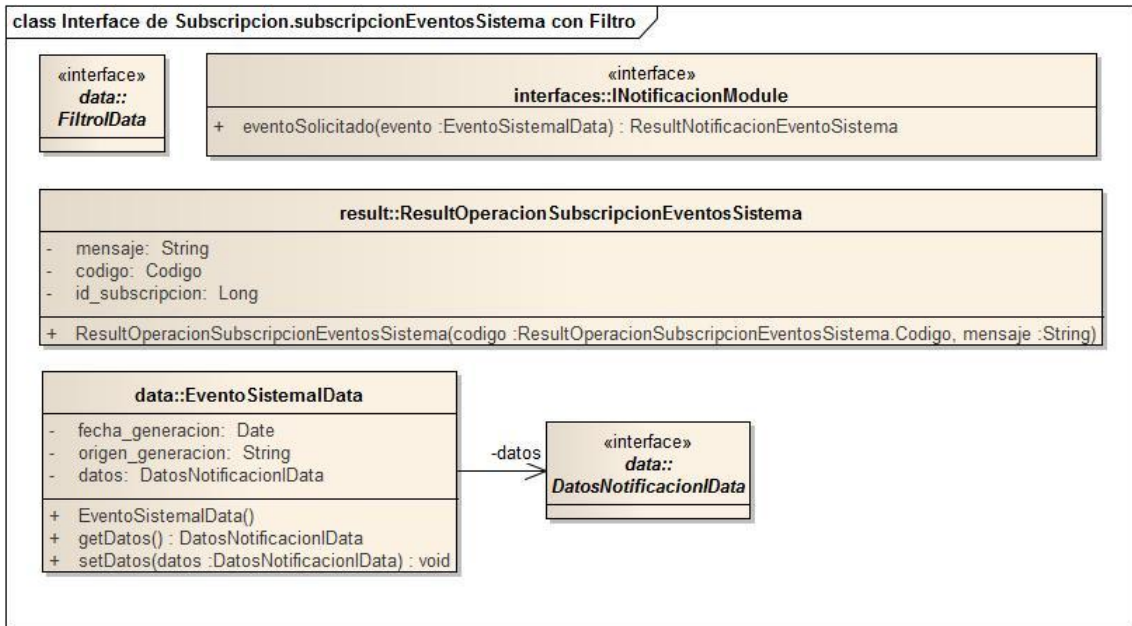 class Interface de Subscripcion.subscripcionEventosSistema con Filtro
«interface»
data::
FiltroIData
«interface»
interfaces::INotificacionModule
+ eventoSolicitado(evento :EventoSistemaIData) : ResultNotificacionEventoSistema
result::ResultOperacionSubscripcionEventosSistema
- mensaje: String
- codigo: Codigo
- id_subscripcion: Long
+ ResultOperacionSubscripcionEventosSistema(codigo :ResultOperacionSubscripcionEventosSistema.Codigo, mensaje :String)
data::EventoSistemaIData
- fecha_generacion: Date
- origen_generacion: String
- datos: DatosNotificacionIData
+ EventoSistemaIData()
+ getDatos() : DatosNotificacionIData
+ setDatos(datos :DatosNotificacionIData) : void
-datos
«interface»
data::
DatosNotificacionIData